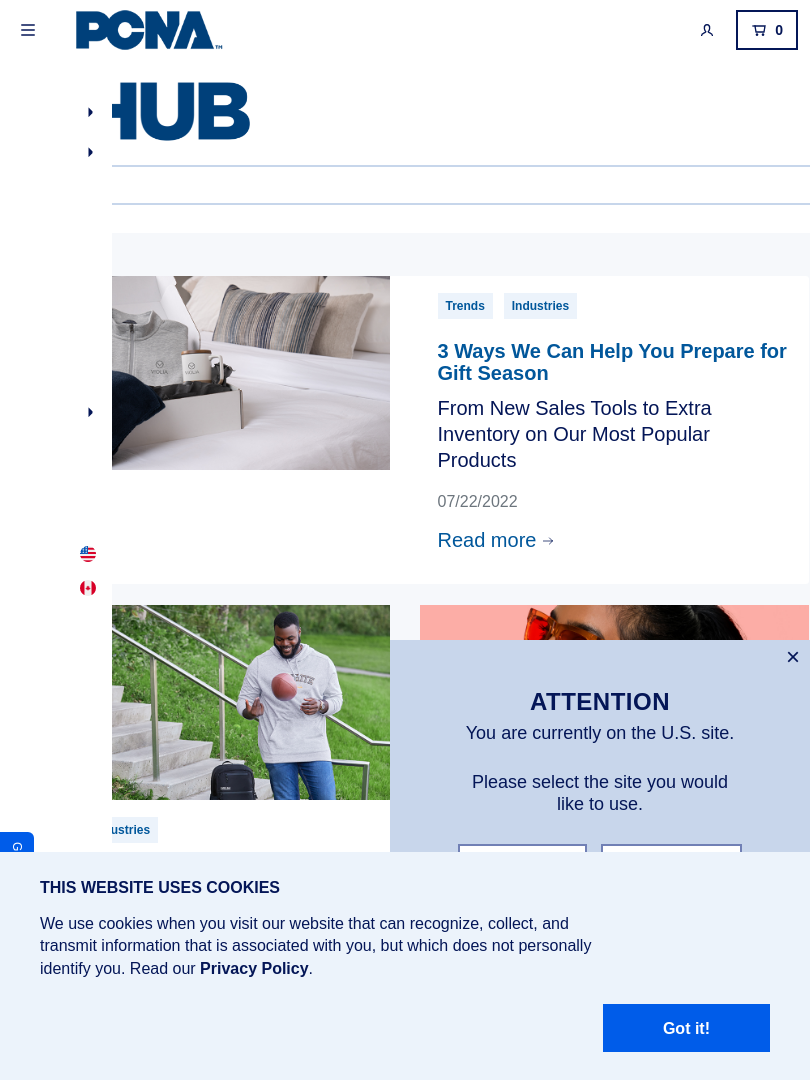 PCNA™
0
HUB
Trends Industries
3 Ways We Can Help You Prepare for
Gift Season
From New Sales Tools to Extra
Inventory on Our Most Popular
Products
07/22/2022
Read more
ATTENTION
You are currently on the U.S. site.
Please select the site you would
like to use.
ustries
G
THIS WEBSITE USES COOKIES
We use cookies when you visit our website that can recognize, collect, and
transmit information that is associated with you, but which does not personally
identify you. Read our Privacy Policy.
Got it!